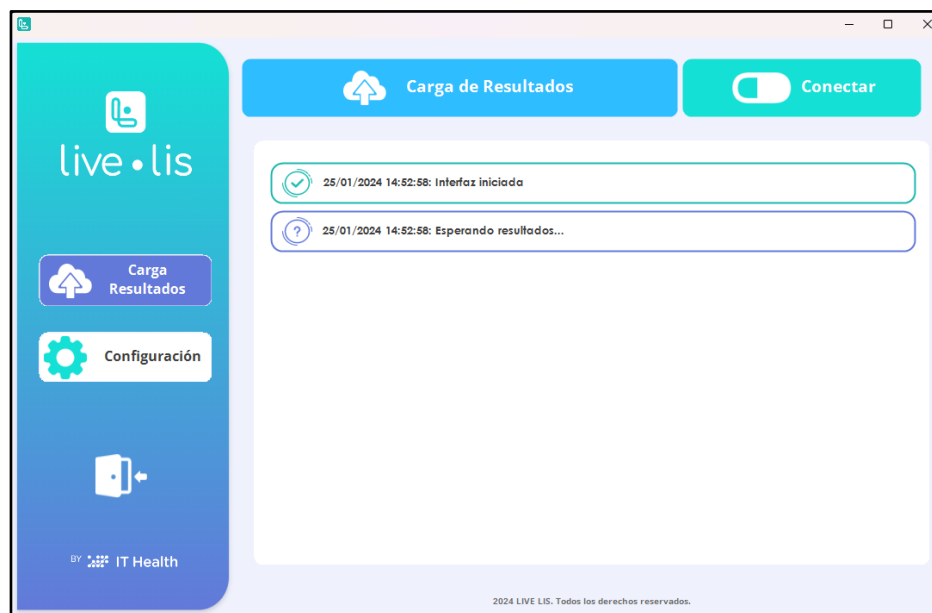 live lis
Carga
Resultados
Configuración
BY IT Health
Carga de Resultados
Conectar
25/01/2024 14:52:58: Interfaz iniciada
25/01/2024 14:52:58: Esperando resultados...
2024 LIVE LIS. Todos los derechos reservados.